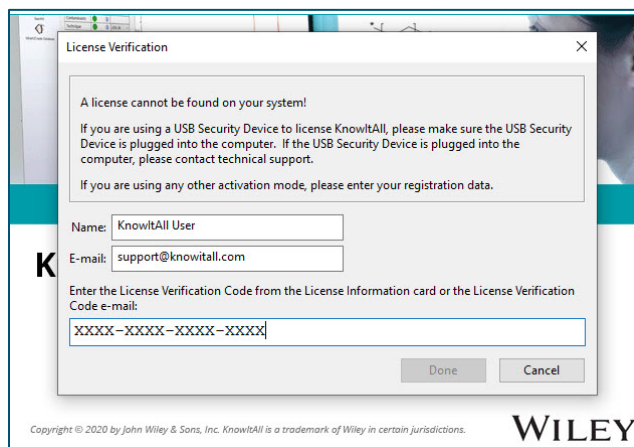 License Verification
A license cannot be found on your system!
If you are using a USB Security Device to license KnowItAll, please make sure the USB Security
Device is plugged into the computer.  If the USB Security Device is plugged into the
computer, please contact technical support.
If you are using any other activation mode, please enter your registration data.
Name: KnowItAll User
E-mail: support@knowitall.com
K
Enter the License Verification Code from the License Information card or the License Verification
Code e-mail:
XXXX-XXXX-XXXX-XXXX
Done Cancel
Copyright © 2020 by John Wiley & Sons, Inc. KnowItAll is a trademark of Wiley in certain jurisdictions.
WILEY